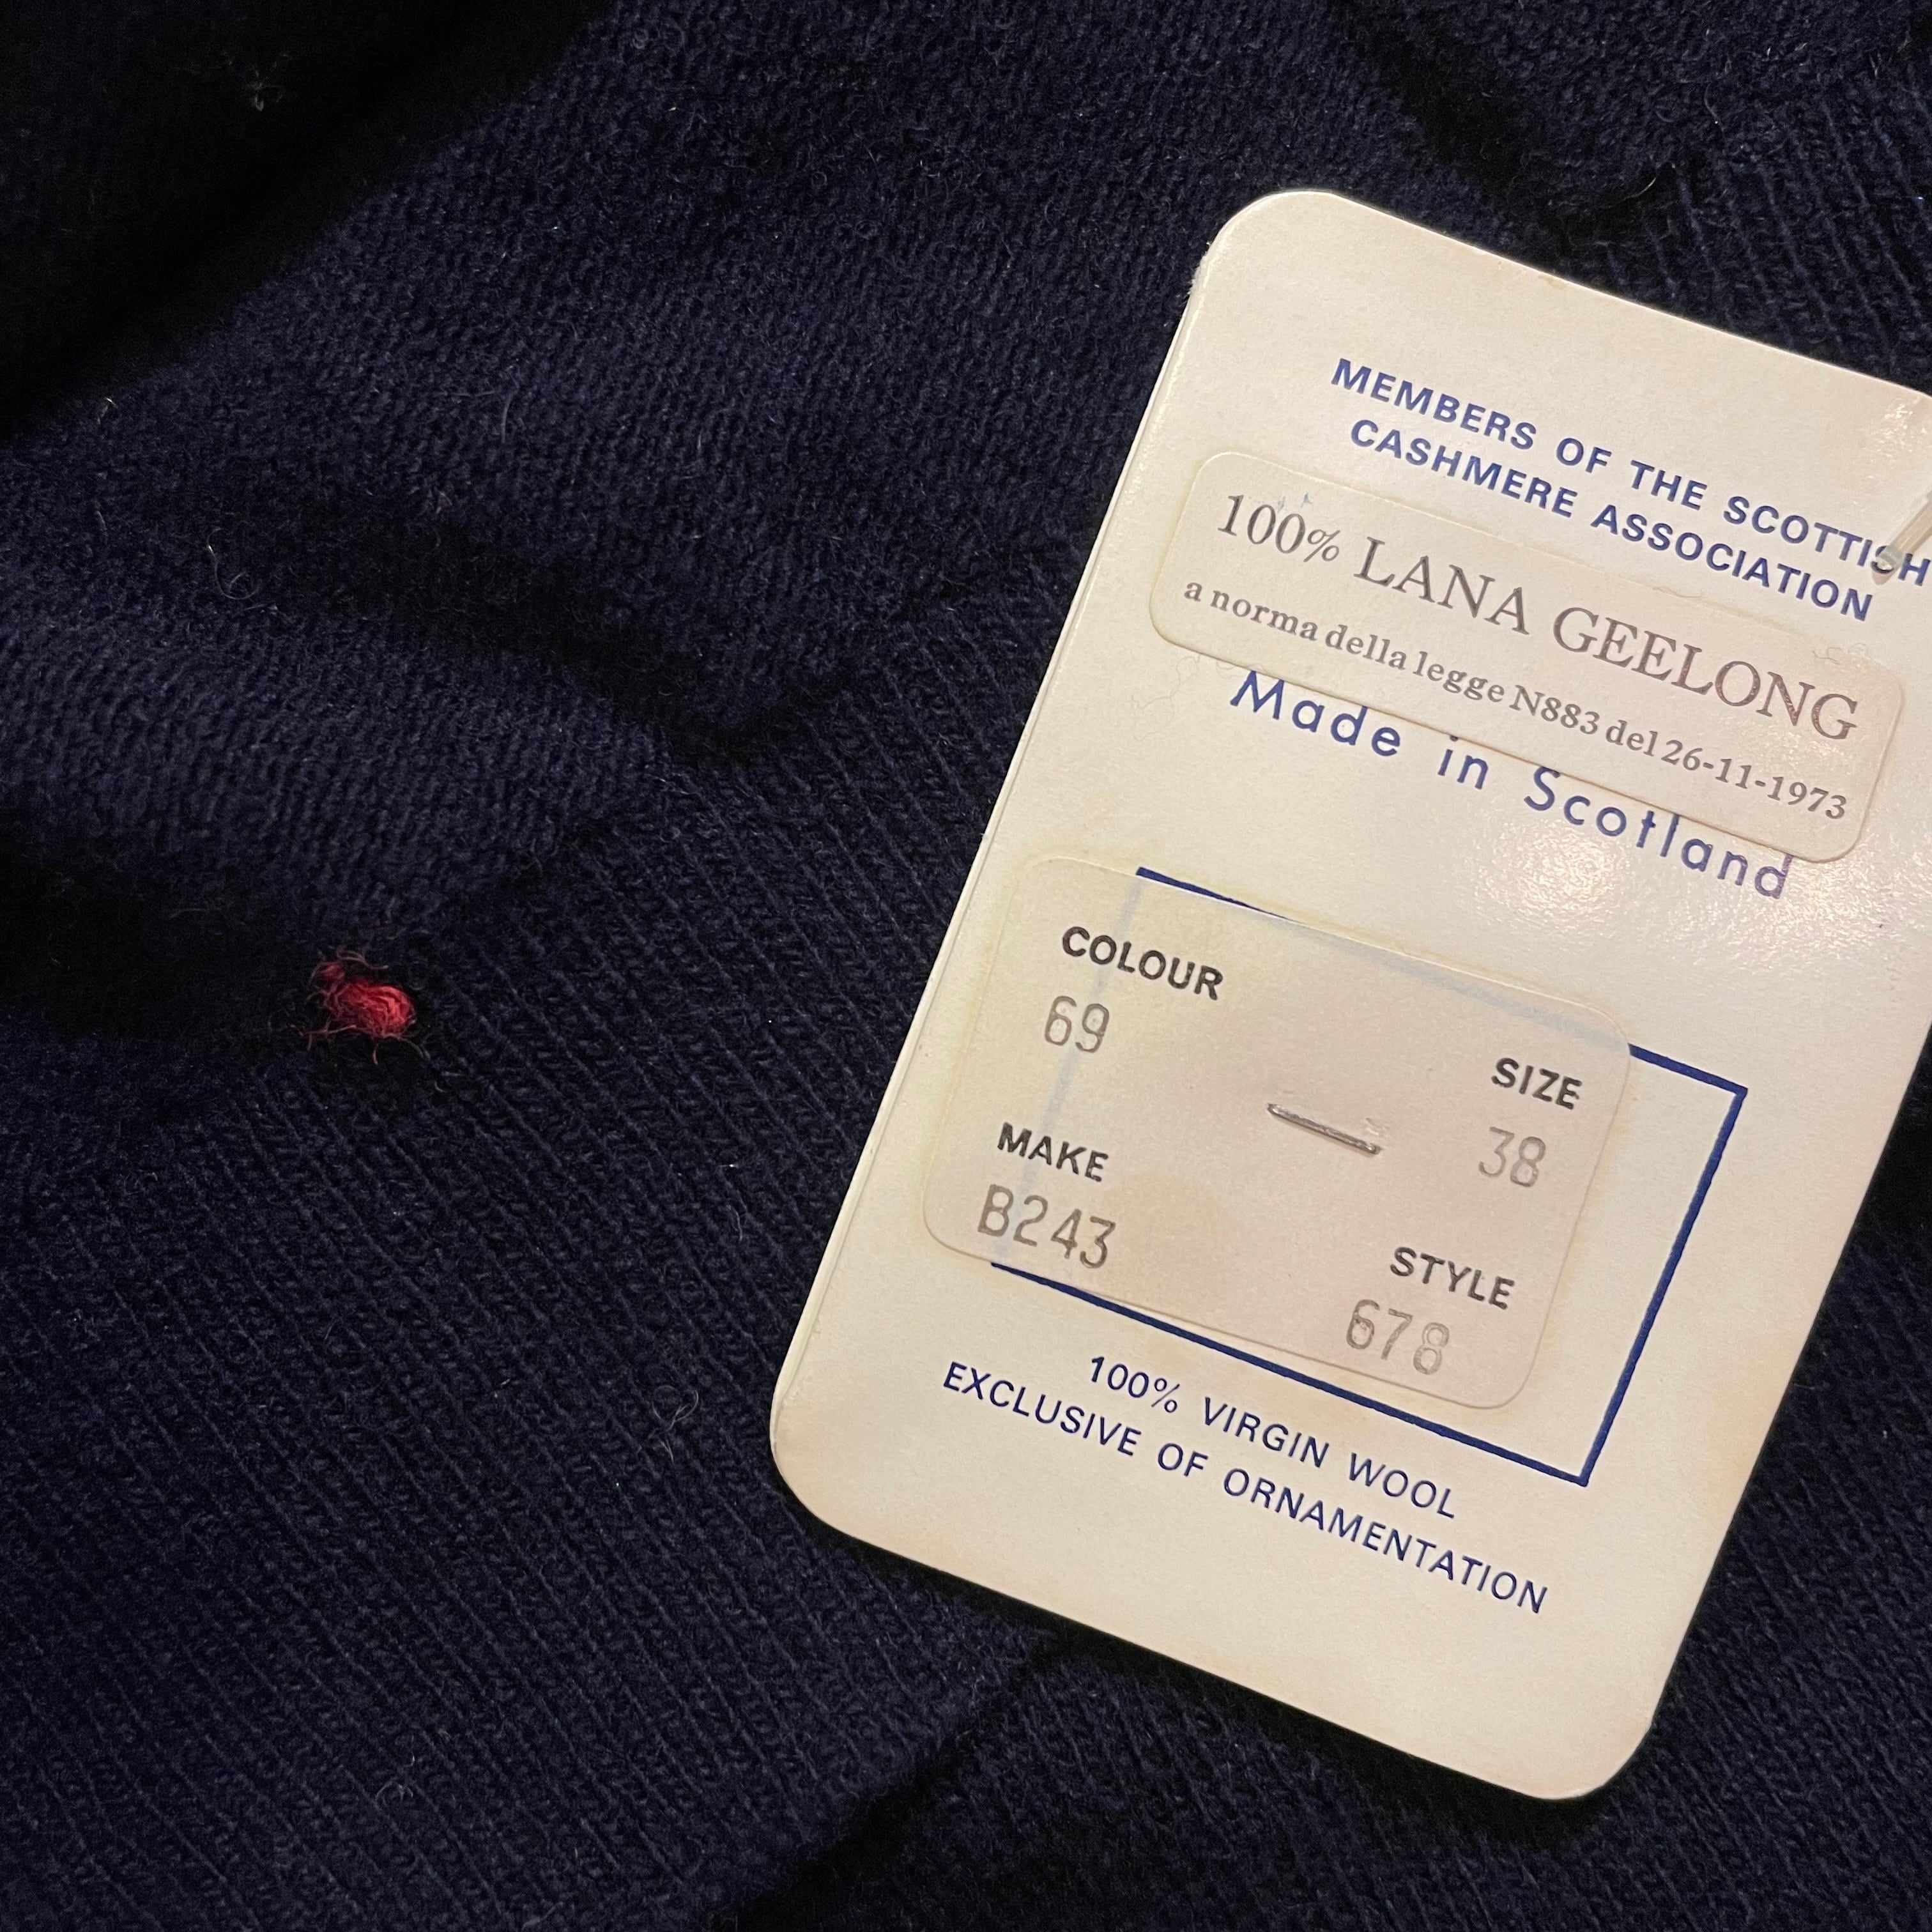 MEMBERS OF THE SCOTTISH
CASHMERE ASSOCIATION
100% LANA GEELONG
a norma della legge N883 del 26-11-1973
Made in Scotland
COLOUR
69
SIZE
38
MAKE
B243
STYLE
678
100% VIRGIN WOOL
EXCLUSIVE OF ORNAMENTATION